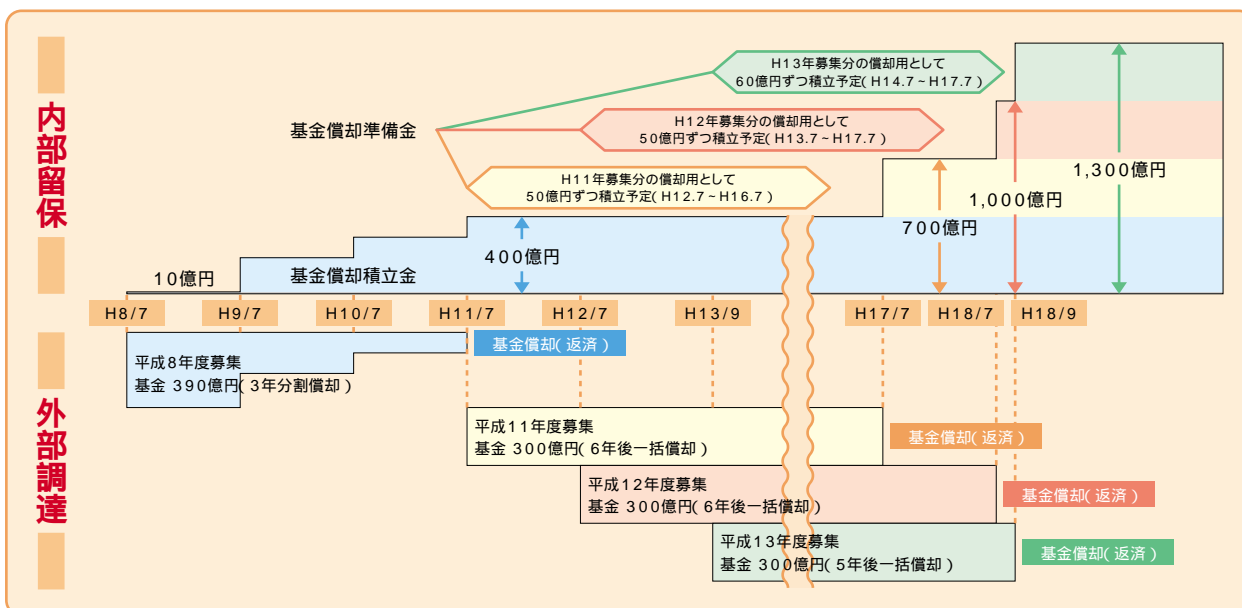 内部留保
H13年募集分の償却用として
60億円ずつ積立予定(H14.7~H17.7)
基金償却準備金
H12年募集分の償却用として
50億円ずつ積立予定(H13.7~H17.7)
H11年募集分の償却用として
50億円ずつ積立予定(H12.7~H16.7)
1,300億円
1,000億円
700億円
400億円
10億円
基金償却積立金
H8/7
H9/7
H10/7
H11/7
H12/7
H13/9
H17/7
H18/7
H18/9
外部調達
平成8年度募集
基金 390億円(3年分割償却)
基金償却(返済)
平成11年度募集
基金 300億円(6年後一括償却)
基金償却(返済)
平成12年度募集
基金 300億円(6年後一括償却)
基金償却(返済)
平成13年度募集
基金 300億円(5年後一括償却)
基金償却(返済)